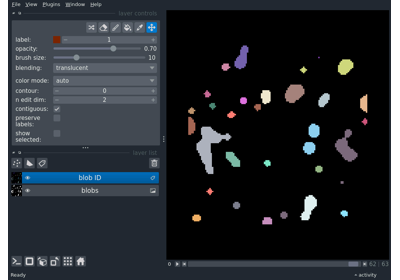 File View Plugins Window Help
layer controls
label: 1
opacity: 0.70
brush size: 10
blending: translucent
color mode: auto
contour: 0
n edit dim: 2
contiguous:
preserve
labels:
show
selected:
layer list
blob ID
blobs
62 63
Ready
activity